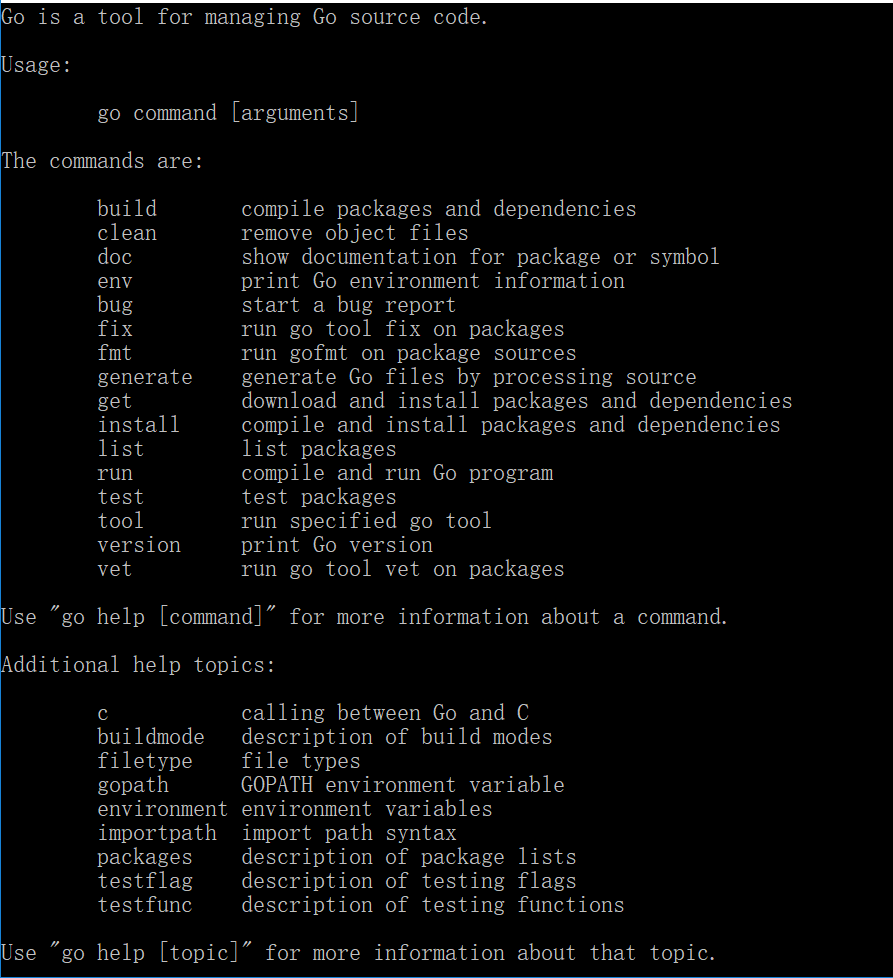 Go is a tool for managing Go source code.
Usage:
go command [arguments]
The commands are:
build compile packages and dependencies
clean remove object files
doc show documentation for package or symbol
env print Go environment information
bug start a bug report
fix run go tool fix on packages
fmt run gofmt on package sources
generate generate Go files by processing source
get download and install packages and dependencies
install compile and install packages and dependencies
list list packages
run compile and run Go program
test test packages
tool run specified go tool
version print Go version
vet run go tool vet on packages
Use "go help [command]" for more information about a command.
Additional help topics:
c calling between Go and C
buildmode description of build modes
filetype file types
gopath GOPATH environment variable
environment environment variables
importpath import path syntax
packages description of package lists
testflag description of testing flags
testfunc description of testing functions
Use "go help [topic]" for more information about that topic.